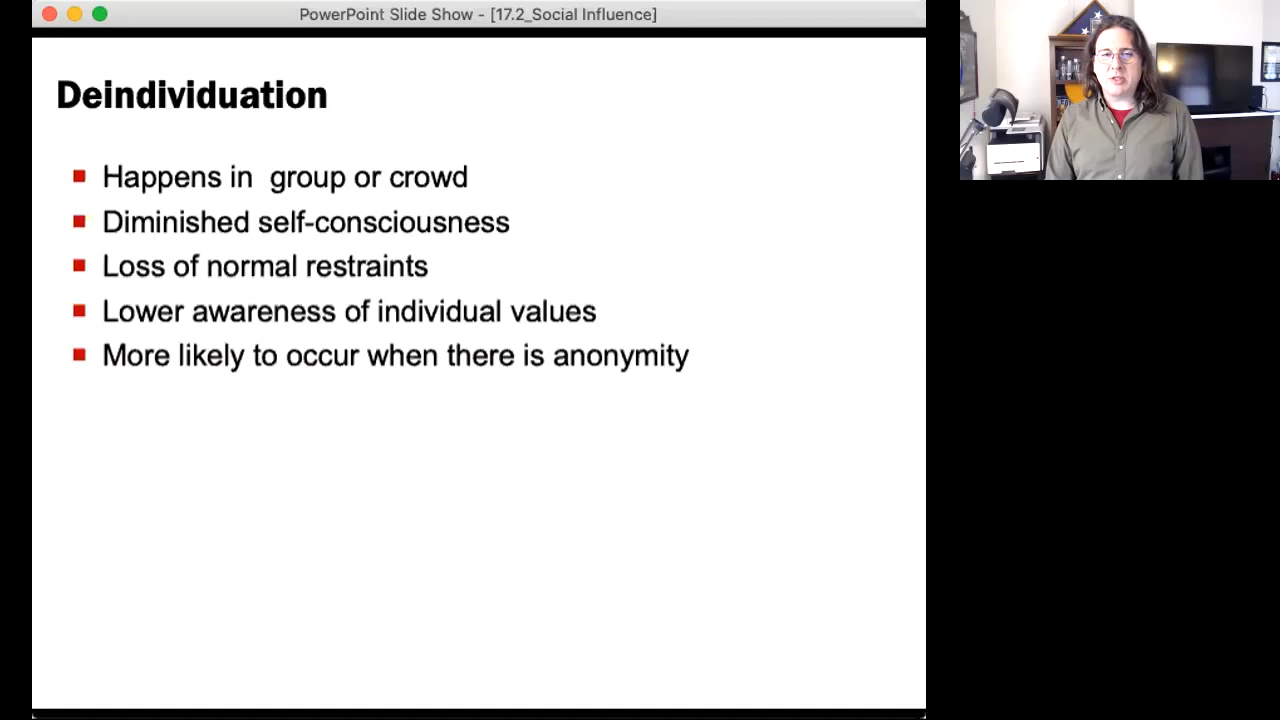 PowerPoint Slide Show - [17.2_Social Influence]
Deindividuation
Happens in  group or crowd
Diminished self-consciousness
Loss of normal restraints
Lower awareness of individual values
More likely to occur when there is anonymity